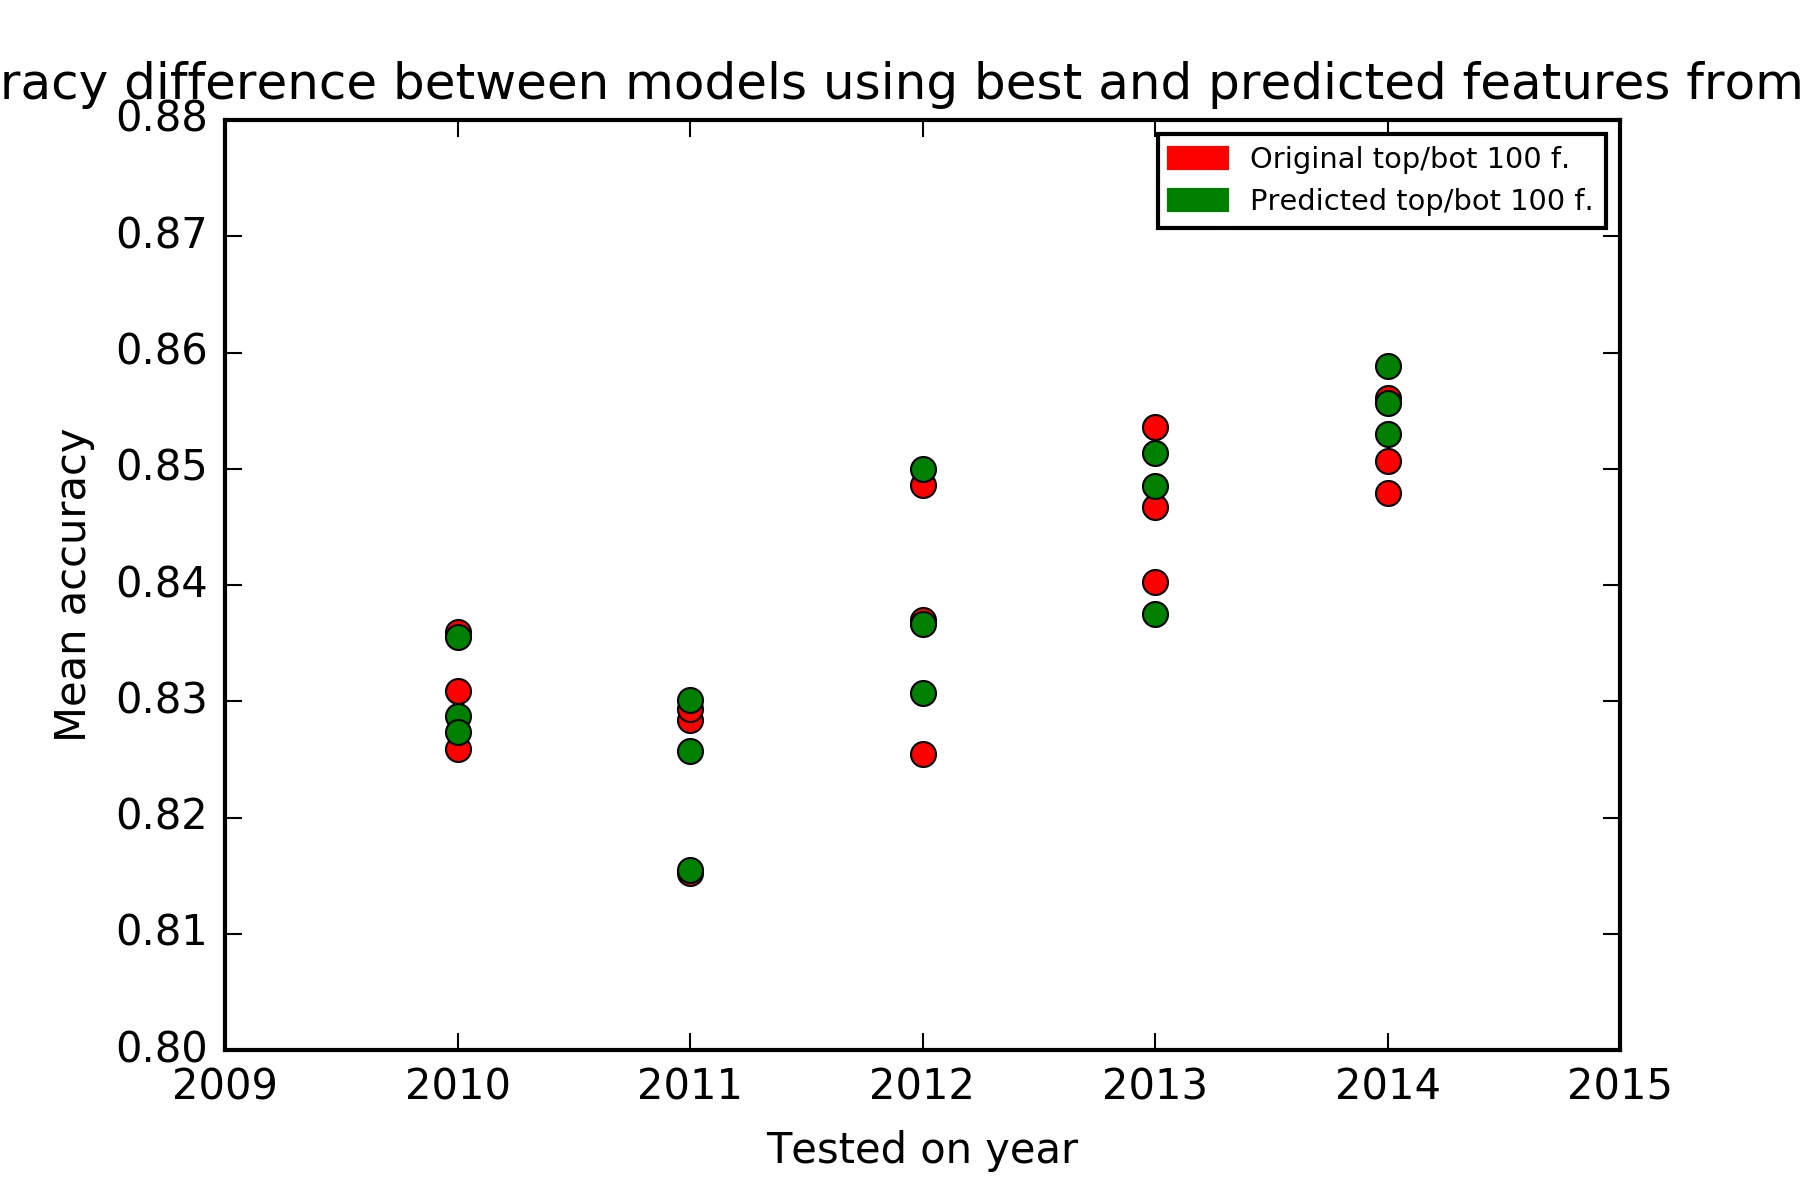 racy difference between models using best and predicted features from
0.88
0.87
0.86
0.85
0.84
0.83
0.82
0.81
0.80
Mean accuracy
Original top/bot 100 f.
Predicted top/bot 100 f.
2009 2010 2011 2012 2013 2014 2015
Tested on year